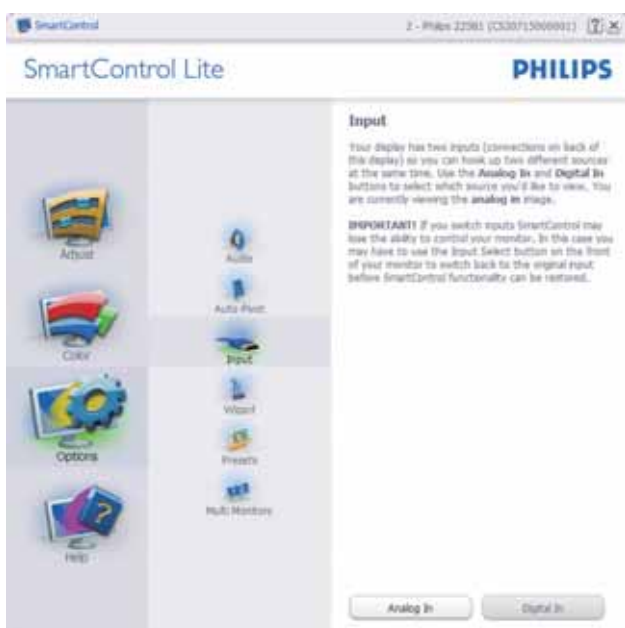 SmartControl
2 - Philips 225B1 (CS20715000001)
SmartControl Lite
PHILIPS
Adjust
Color
Options
Help
Audio
Auto Pivot
Input
Wizard
Presets
Multi Monitors
Input
Your display has two inputs (connections on back of
this display) so you can hook up two different sources
at the same time. Use the Analog In and Digital In
buttons to select which source you'd like to view. You
are currently viewing the analog in image.
IMPORTANT! If you switch inputs SmartControl may
lose the ability to control your monitor. In this case you
may have to use the Input Select button on the front
of your monitor to switch back to the original input
before SmartControl functionality can be restored.
Analog In
Digital In